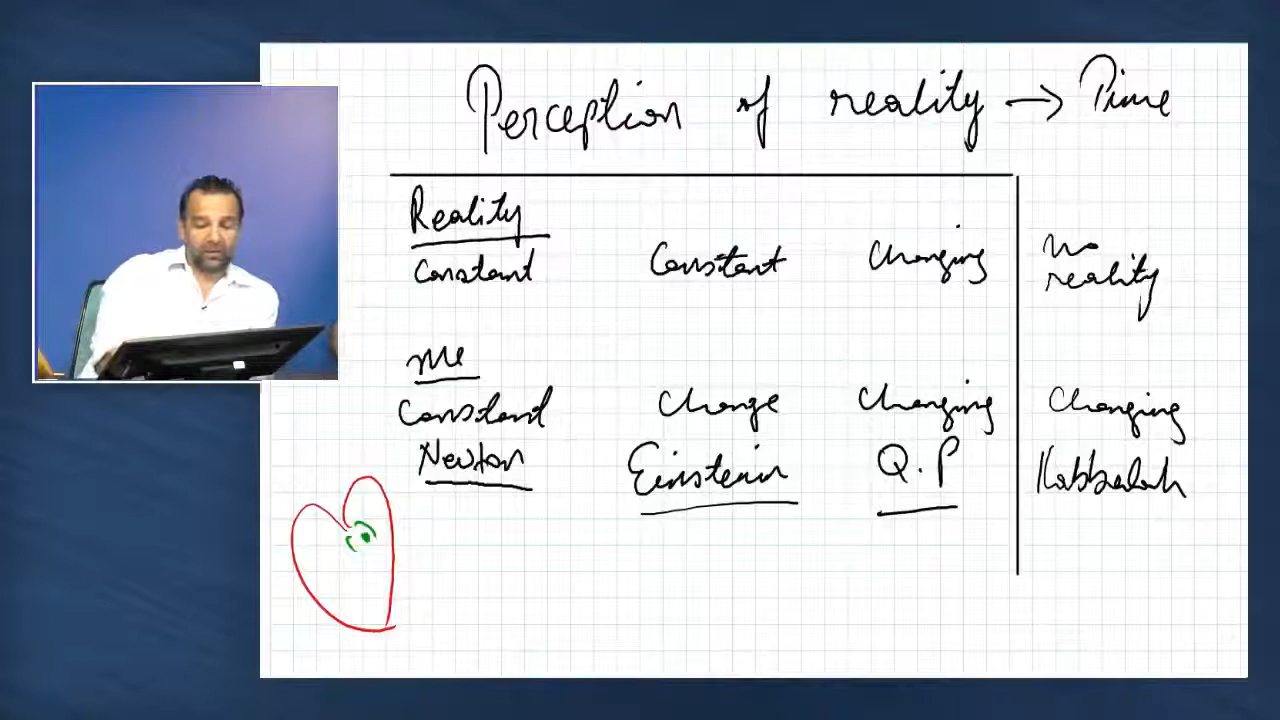 Perception of reality → Time
Reality
Constant Constant Changing no reality
Me
Constant Change Changing Changing
Newton Einstein Q.P Kabbalah